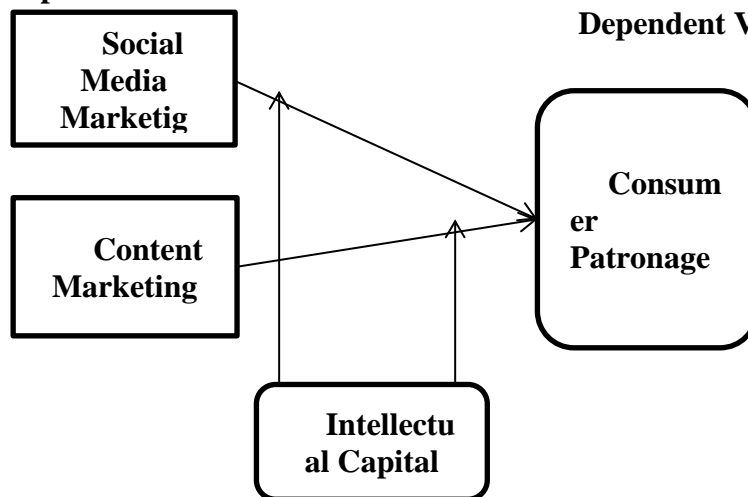 Dependent V
Social
Media
Marketig
Content
Marketing
Consum
er
Patronage
Intellectu
al Capital